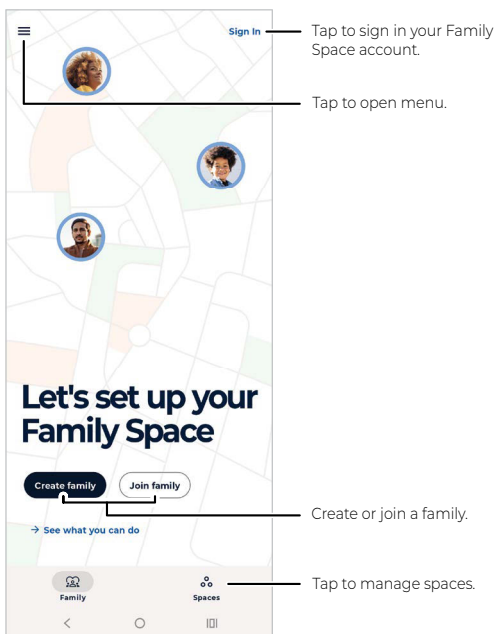 Sign In
Tap to sign in your Family
Space account.
Tap to open menu.
Let's set up your
Family Space
Create family
Join family
Create or join a family.
→ See what you can do
Tap to manage spaces.
Family
Spaces